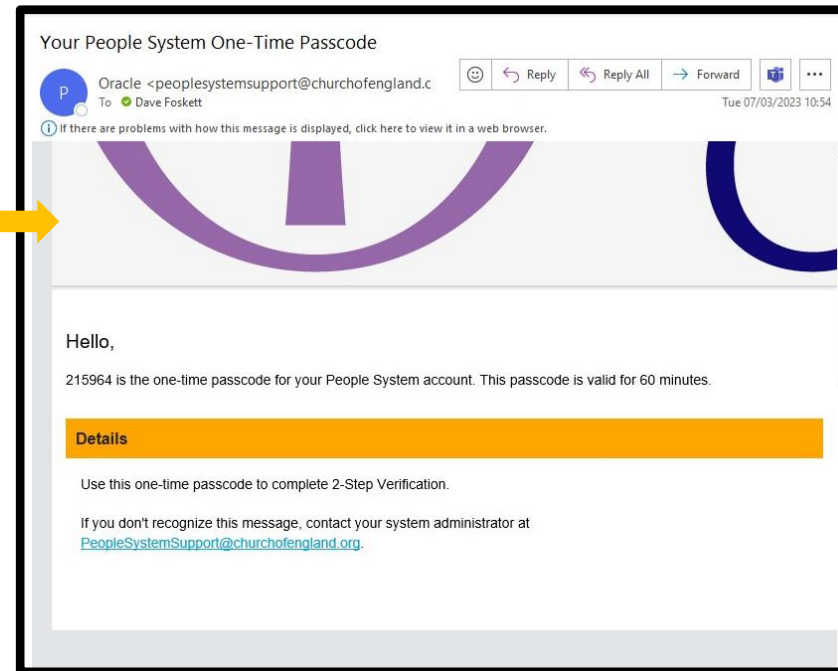 Your People System One-Time Passcode
P
Oracle <peoplesystemsupport@churchofengland.c
Reply
Reply All
Forward
To Dave Foskett
Tue 07/03/2023 10:54
If there are problems with how this message is displayed, click here to view it in a web browser.
Hello,
215964 is the one-time passcode for your People System account. This passcode is valid for 60 minutes.
Details
Use this one-time passcode to complete 2-Step Verification.
If you don't recognize this message, contact your system administrator at
PeopleSystemSupport@churchofengland.org.